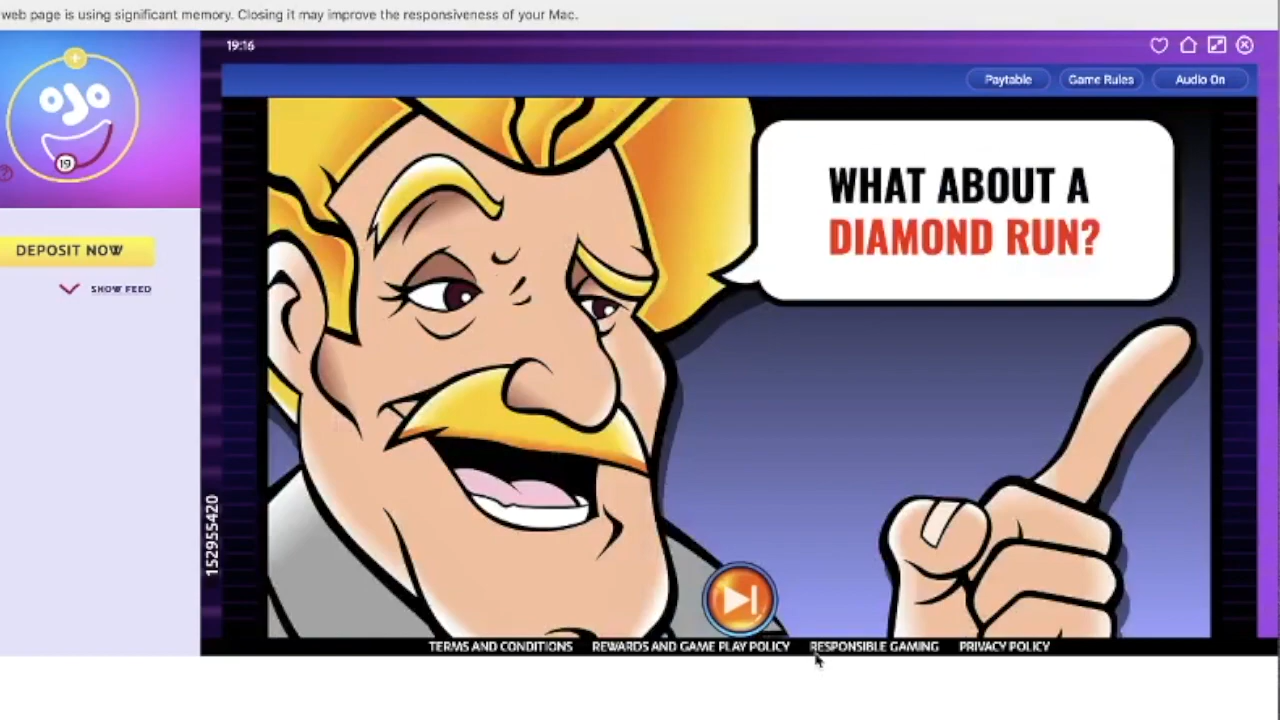 web page is using significant memory. Closing it may improve the responsiveness of your Mac.
19:16
Paytable
Game Rules
Audio On
OJO
19
DEPOSIT NOW
SHOW FEED
WHAT ABOUT A
DIAMOND RUN?
152955420
TERMS AND CONDITIONS
REWARDS AND GAME PLAY POLICY
RESPONSIBLE GAMING
PRIVACY POLICY